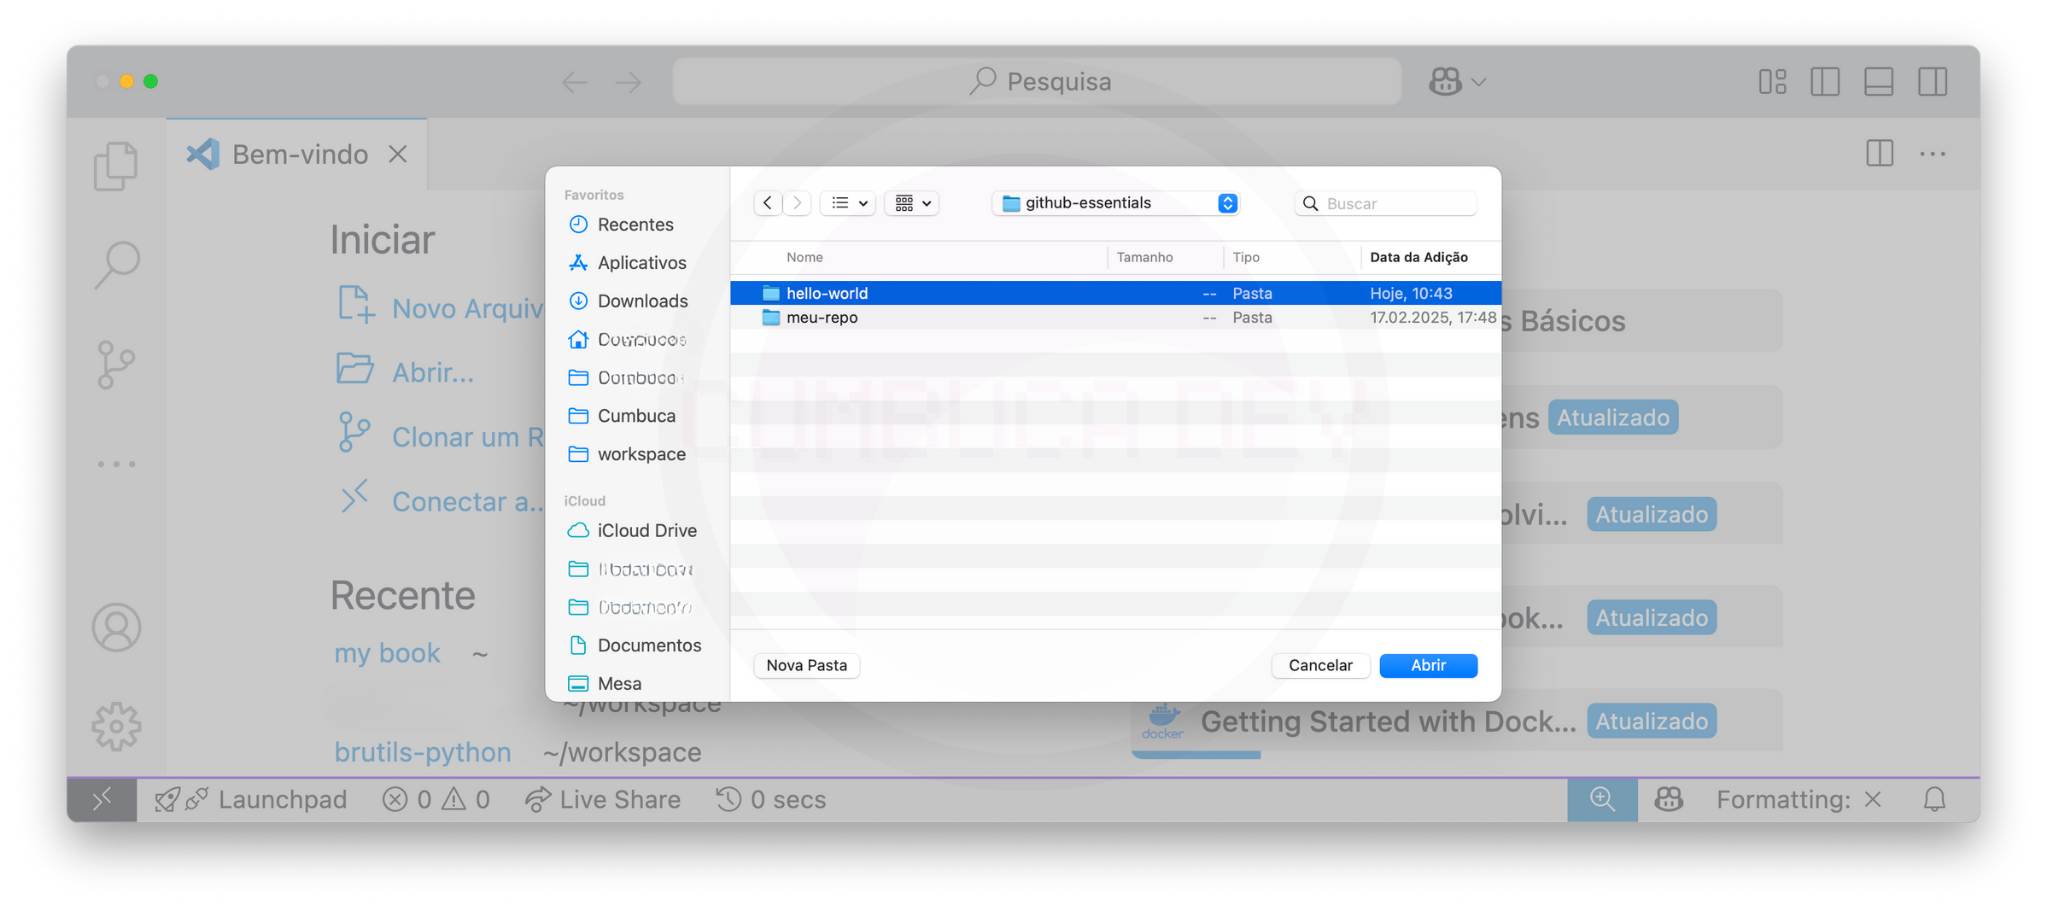 Pesquisa
Bem-vindo
Iniciar
Novo Arquiv
Abrir...
Clonar um R
Conectar a..
Recente
my book ~
~/workspace
brutils-python ~/workspace
Favoritos
Recentes
Aplicativos
Downloads
Cumbuca
workspace
iCloud
iCloud Drive
Documentos
Mesa
github-essentials
Buscar
Nome Tamanho Tipo Data da Adição
hello-world -- Pasta Hoje, 10:43
meu-repo -- Pasta 17.02.2025, 17:48
CUMBUCA DEV
Nova Pasta Cancelar Abrir
s Básicos
ens Atualizado
olvi... Atualizado
ook... Atualizado
docker Getting Started with Dock... Atualizado
Launchpad 0 0 Live Share 0 secs Formatting: